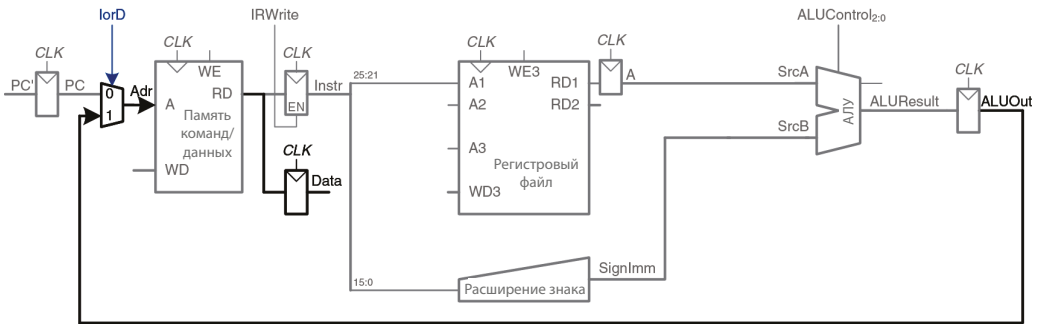 IorD
IRWrite
ALUControl2:0
CLK
CLK
CLK
CLK
CLK
CLK
PC'
PC
0
1
Adr
WE
A
RD
Память
команд/
данных
WD
EN
Instr
CLK
Data
25:21
A1
A2
A3
WD3
WE3
RD1
RD2
Регистровый
файл
A
SrcA
SrcB
АЛУ
ALUResult
ALUOut
15:0
Расширение знака
SignImm